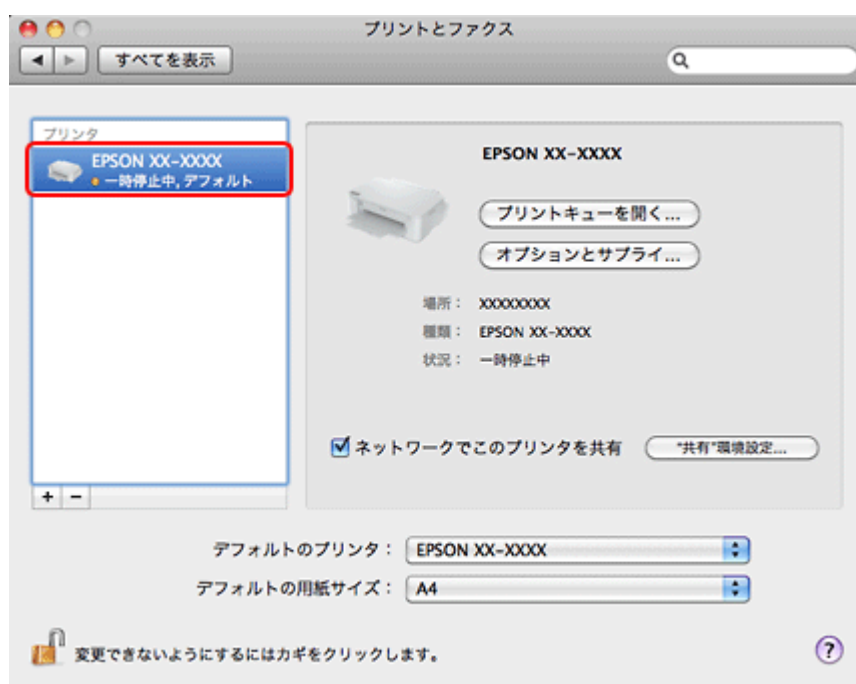 プリントとファクス
すべてを表示
プリンタ
EPSON XX-XXXX
一時停止中, デフォルト
EPSON XX-XXXX
プリントキューを開く...
オプションとサプライ...
場所： XXXXXXXX
種類： EPSON XX-XXXX
状況： 一時停止中
ネットワークでこのプリンタを共有 "共有"環境設定...
+ −
デフォルトのプリンタ： EPSON XX-XXXX
デフォルトの用紙サイズ： A4
変更できないようにするにはカギをクリックします。 ?